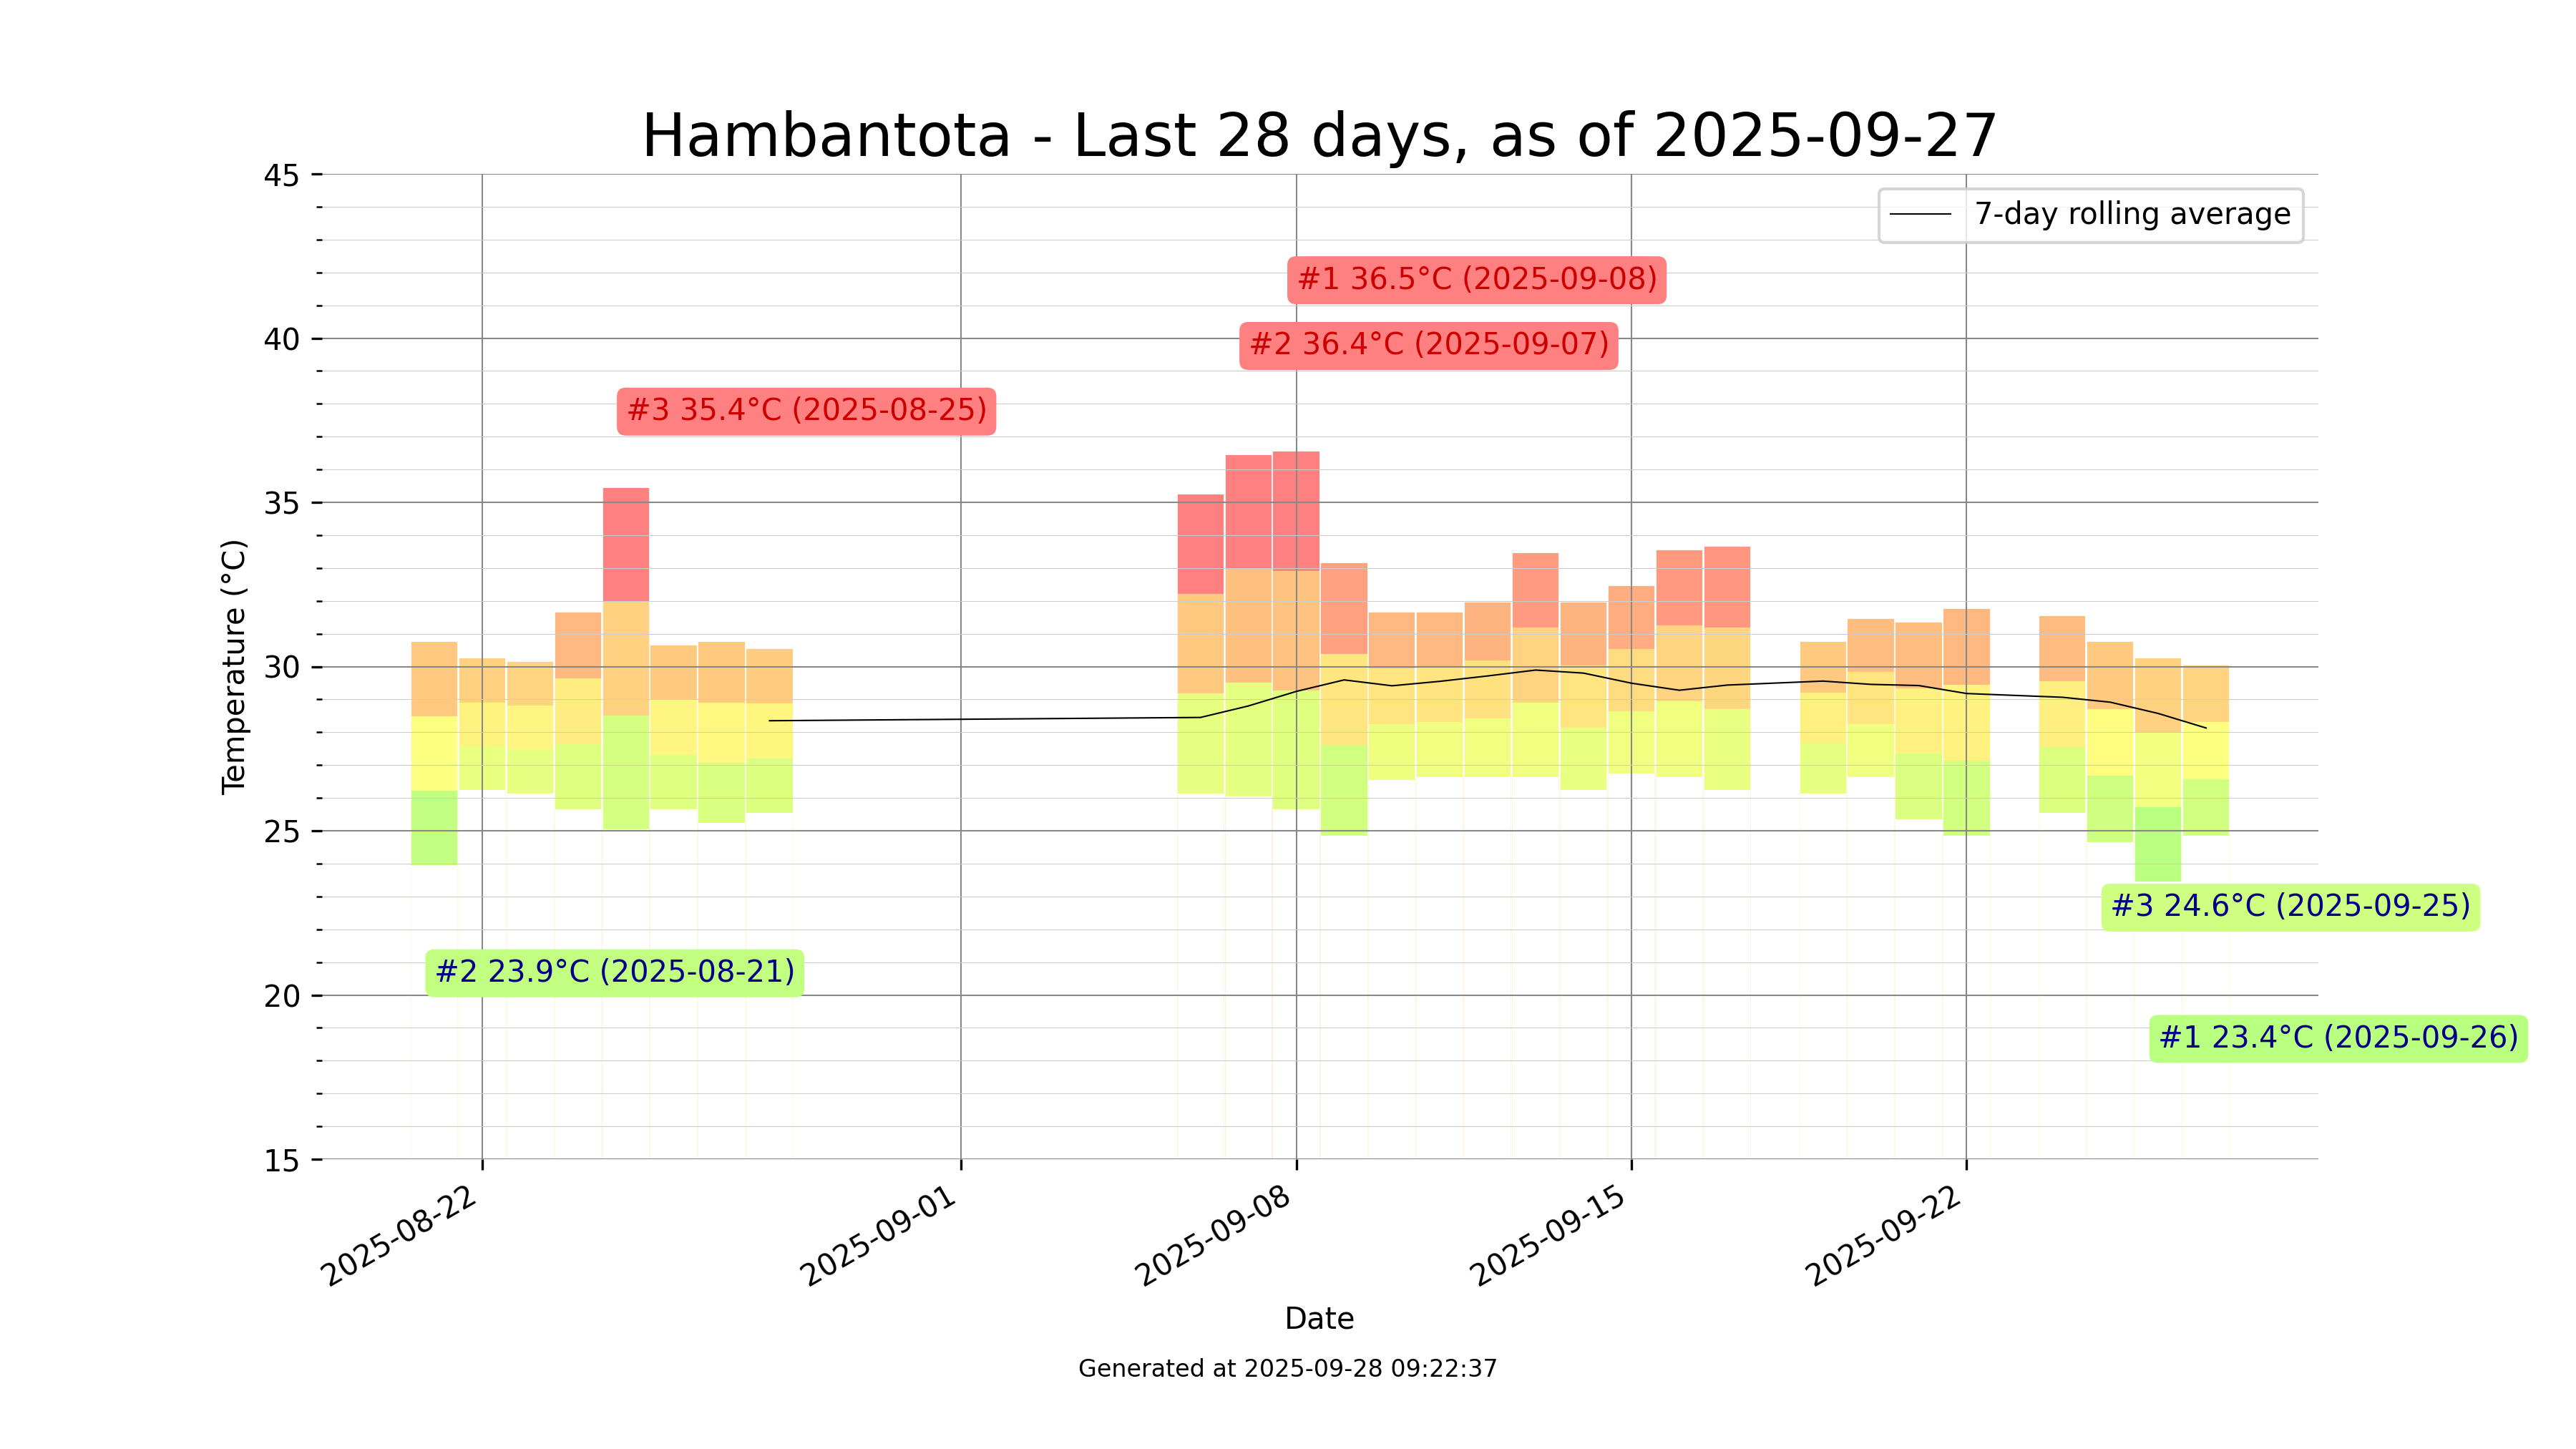 Hambantota - Last 28 days, as of 2025-09-27
45
7-day rolling average
#1 36.5°C (2025-09-08)
40
#2 36.4°C (2025-09-07)
#3 35.4°C (2025-08-25)
35
Temperature (°C)
30
25
#3 24.6°C (2025-09-25)
#2 23.9°C (2025-08-21)
20
#1 23.4°C (2025-09-26)
15
2025-08-22
2025-09-01
2025-09-08
2025-09-15
2025-09-22
Date
Generated at 2025-09-28 09:22:37